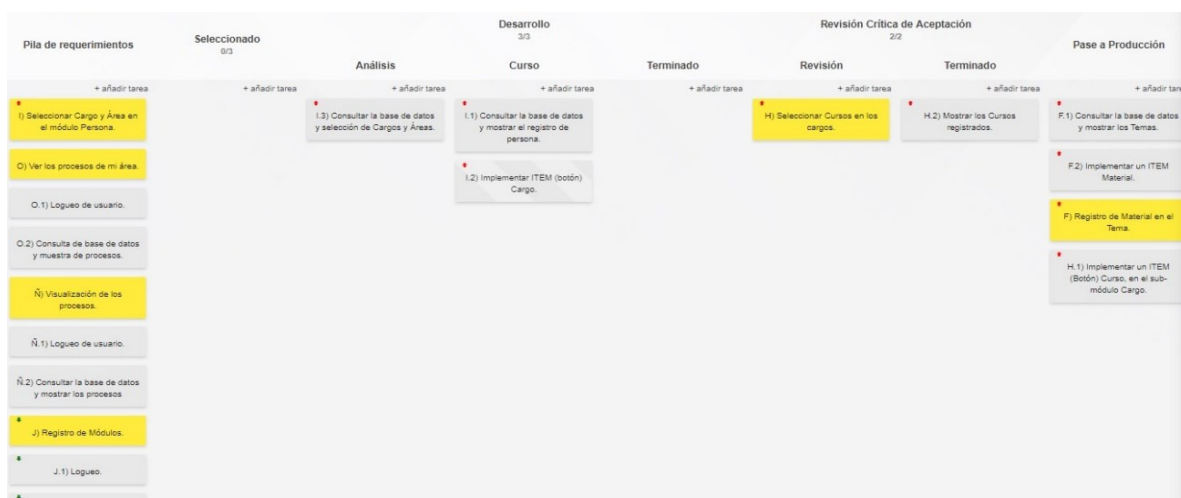 Pila de requerimientos
Seleccionado
0/3
Desarrollo
3/3
Análisis
Curso
Terminado
Revisión Crítica de Aceptación
2/2
Revisión
Terminado
Pase a Producción
+ añadir tarea
+ añadir tarea
+ añadir tarea
+ añadir tarea
+ añadir tarea
+ añadir tarea
+ añadir tarea
+ añadir tar
I) Seleccionar Cargo y Área en
el módulo Persona.
O) Ver los procesos de mi área.
O.1) Logueo de usuario.
O.2) Consulta de base de datos
y muestra de procesos.
Ñ) Visualización de los
procesos.
Ñ.1) Logueo de usuario.
Ñ.2) Consultar la base de datos
y mostrar los procesos
J) Registro de Módulos.
J.1) Logueo.
I.3) Consultar la base de datos
y selección de Cargos y Áreas.
I.1) Consultar la base de datos
y mostrar el registro de
persona.
I.2) Implementar ITEM (botón)
Cargo.
H) Seleccionar Cursos en los
cargos.
H.2) Mostrar los Cursos
registrados.
F.1) Consultar la base de datos
y mostrar los Temas.
F.2) Implementar un ITEM
Material.
F) Registro de Material en el
Tema.
H.1) Implementar un ITEM
(Botón) Curso, en el sub-
módulo Cargo.